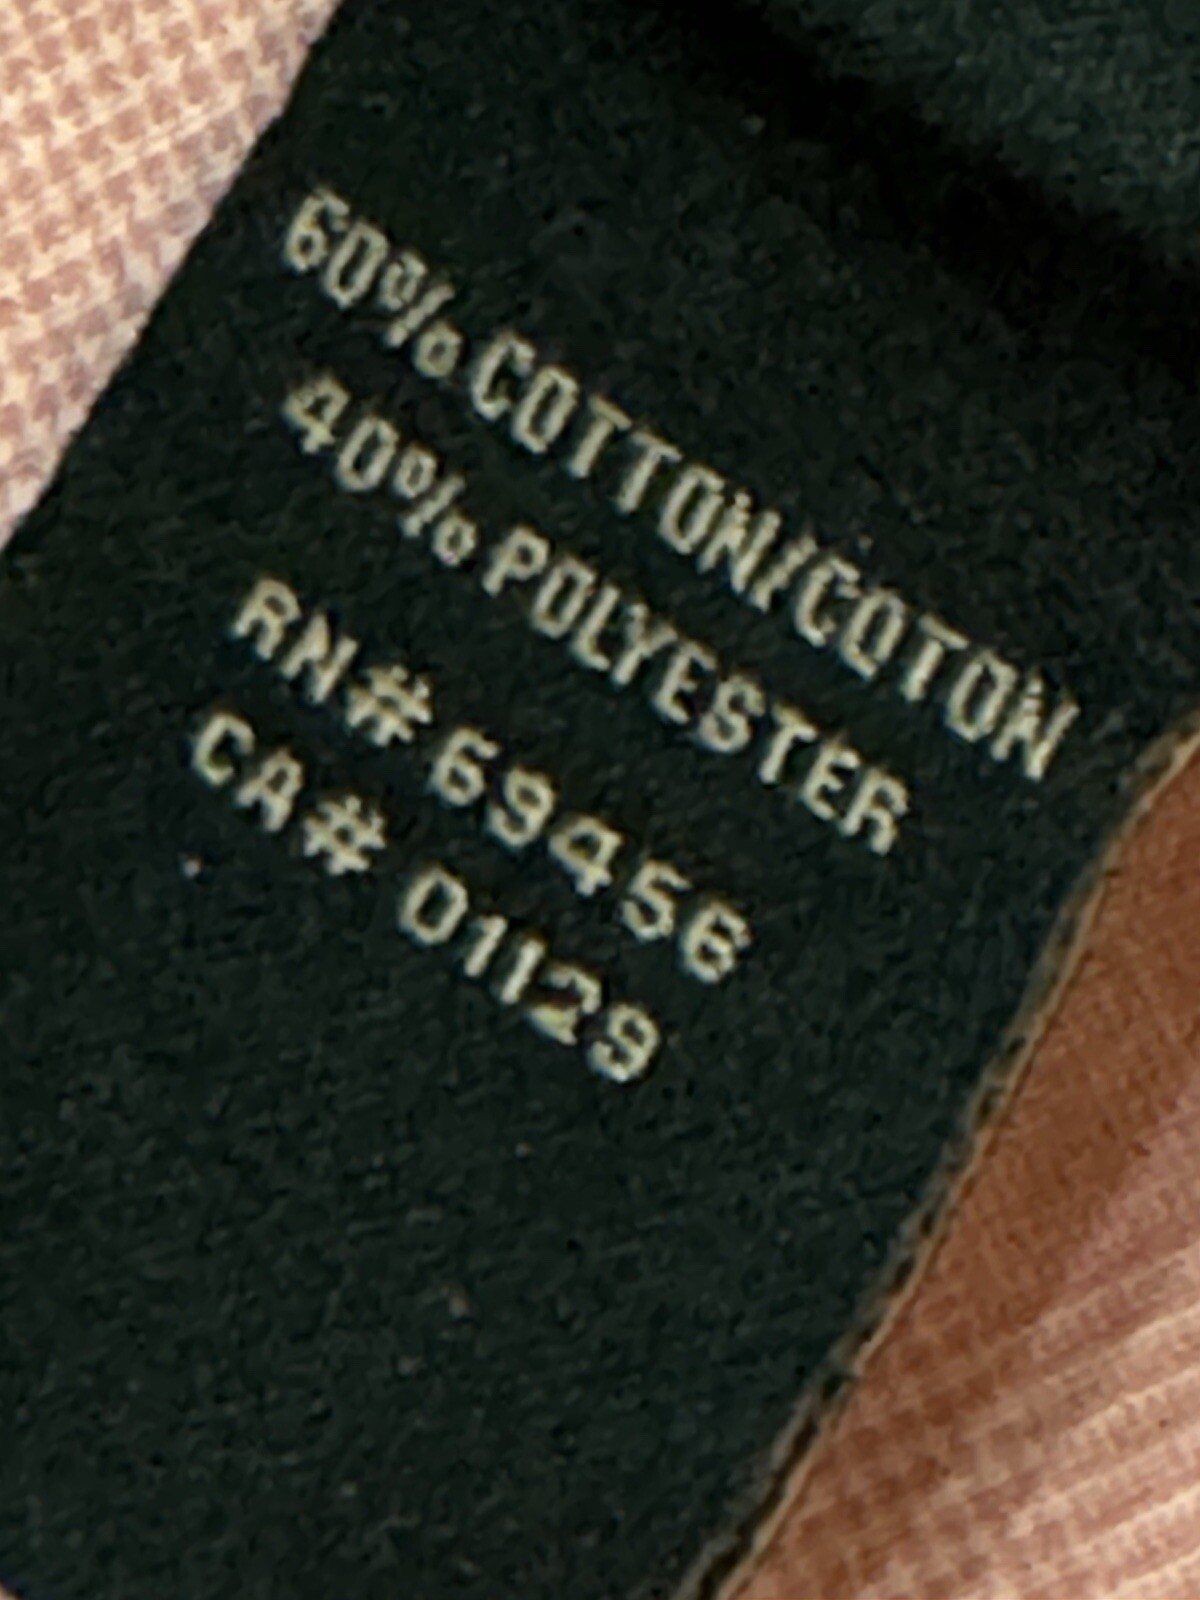 60% COTTON/COTON
40% POLYESTER
RN# 69456
CA# 01129